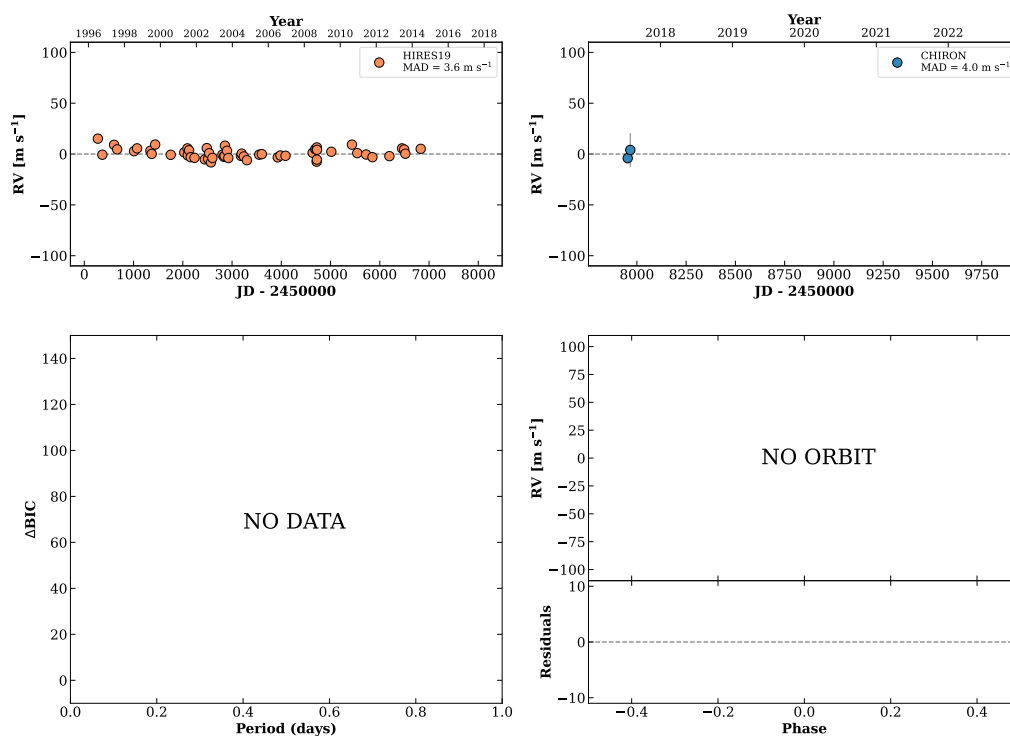 Year
1996 1998 2000 2002 2004 2006 2008 2010 2012 2014 2016 2018
HIRES19
MAD = 3.6 m s⁻¹
100
50
0
−50
−100
RV [m s⁻¹]
0 1000 2000 3000 4000 5000 6000 7000 8000
JD - 2450000
Year
2018 2019 2020 2021 2022
CHIRON
MAD = 4.0 m s⁻¹
100
50
0
−50
−100
RV [m s⁻¹]
8000 8250 8500 8750 9000 9250 9500 9750
JD - 2450000
140
120
100
80
60
40
20
0
ΔBIC
NO DATA
0.0 0.2 0.4 0.6 0.8 1.0
Period (days)
100
75
50
25
0
−25
−50
−75
−100
RV [m s⁻¹]
NO ORBIT
10
0
−10
Residuals
−0.4 −0.2 0.0 0.2 0.4
Phase